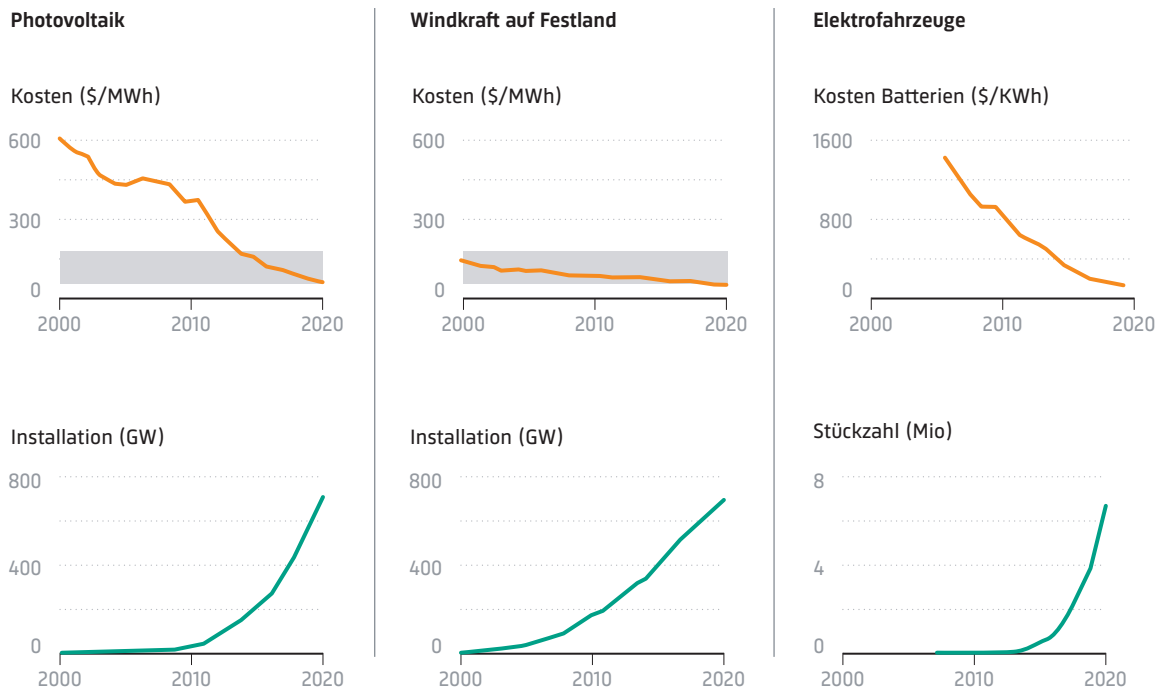 Photovoltaik
Kosten ($/MWh)
600
300
0
2000 2010 2020
Installation (GW)
800
400
0
2000 2010 2020
Windkraft auf Festland
Kosten ($/MWh)
600
300
0
2000 2010 2020
Installation (GW)
800
400
0
2000 2010 2020
Elektrofahrzeuge
Kosten Batterien ($/KWh)
1600
800
0
2000 2010 2020
Stückzahl (Mio)
8
4
0
2000 2010 2020